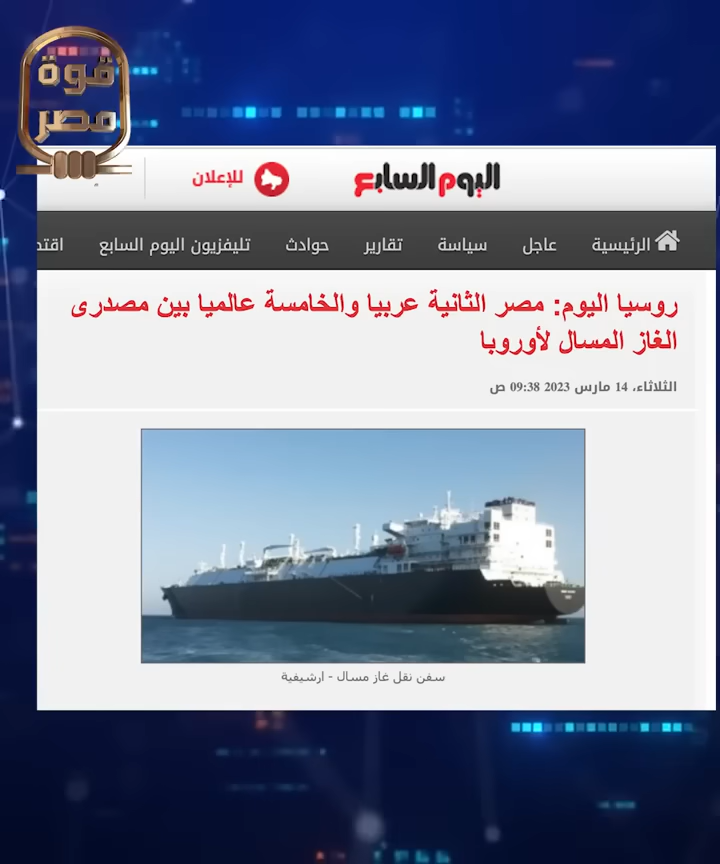 قوة
مصر
اليوم السابع
للإعلان
الرئيسية عاجل سياسة تقارير حوادث تليفزيون اليوم السابع اقتص
روسيا اليوم: مصر الثانية عربيا والخامسة عالميا بين مصدرى
الغاز المسال لأوروبا
الثلاثاء، 14 مارس 2023 09:38 ص
سفن نقل غاز مسال - ارشيفية